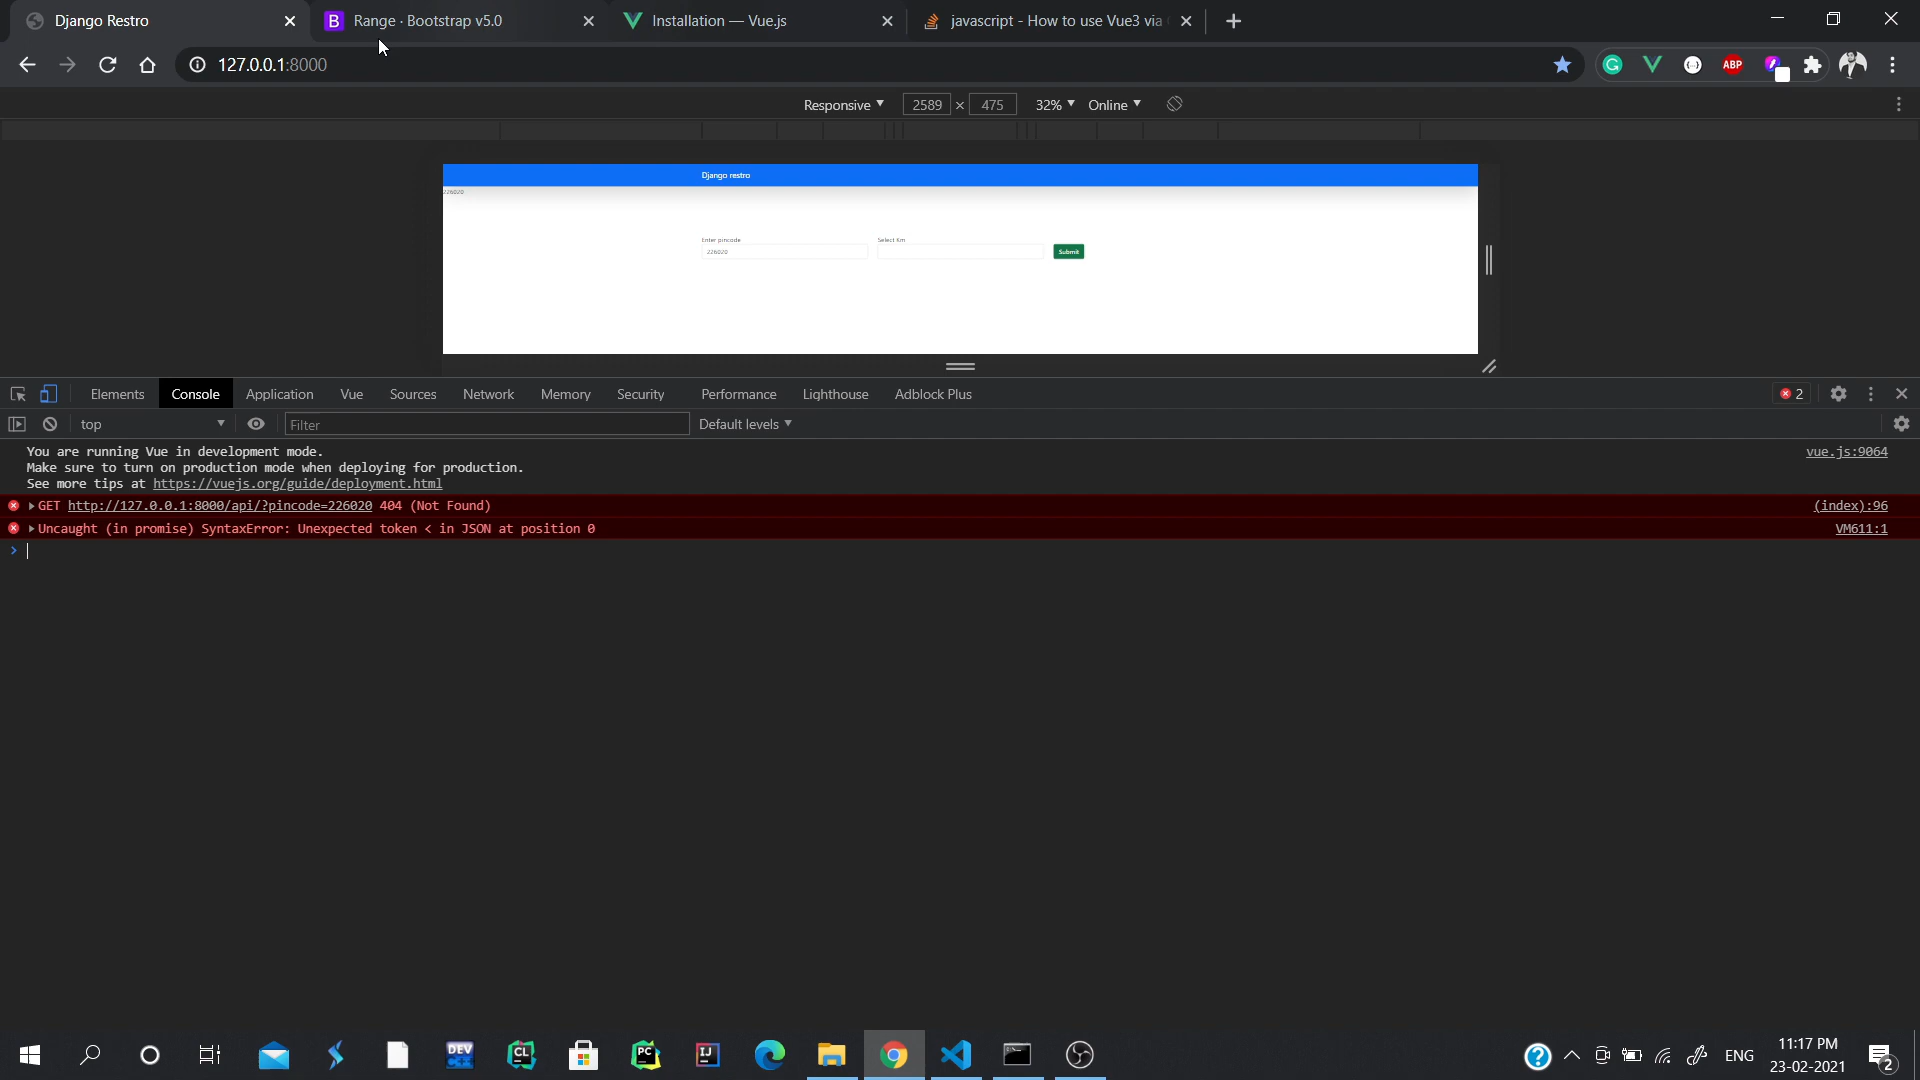 Django Restro
Range · Bootstrap v5.0
Installation — Vue.js
javascript - How to use Vue3 via
127.0.0.1:8000
ABP
Responsive
2589 × 475
32%
Online
Django restro
226020
Enter pincode
Select Km
226020
Submit
Elements
Console
Application
Vue
Sources
Network
Memory
Security
Performance
Lighthouse
Adblock Plus
2
top
Filter
Default levels
You are running Vue in development mode.
vue.js:9064
Make sure to turn on production mode when deploying for production.
See more tips at https://vuejs.org/guide/deployment.html
GET http://127.0.0.1:8000/api/?pincode=226020 404 (Not Found)
(index):96
Uncaught (in promise) SyntaxError: Unexpected token < in JSON at position 0
VM611:1
DEV
CL
PC
IJ
ENG
11:17 PM
23-02-2021
2